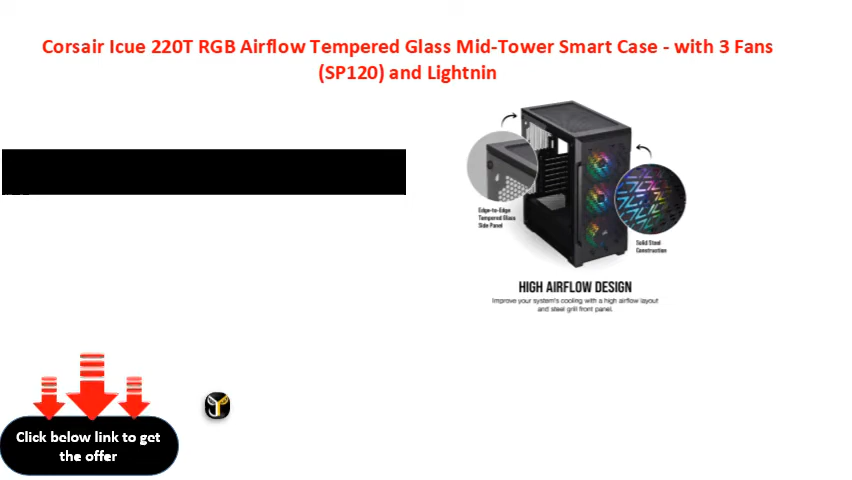 Corsair Icue 220T RGB Airflow Tempered Glass Mid-Tower Smart Case - with 3 Fans
(SP120) and Lightnin
Edge-to-Edge
Tempered Glass
Side Panel
Solid Steel
Construction
HIGH AIRFLOW DESIGN
Improve your system's cooling with a high airflow layout
and steel grill front panel.
Click below link to get
the offer